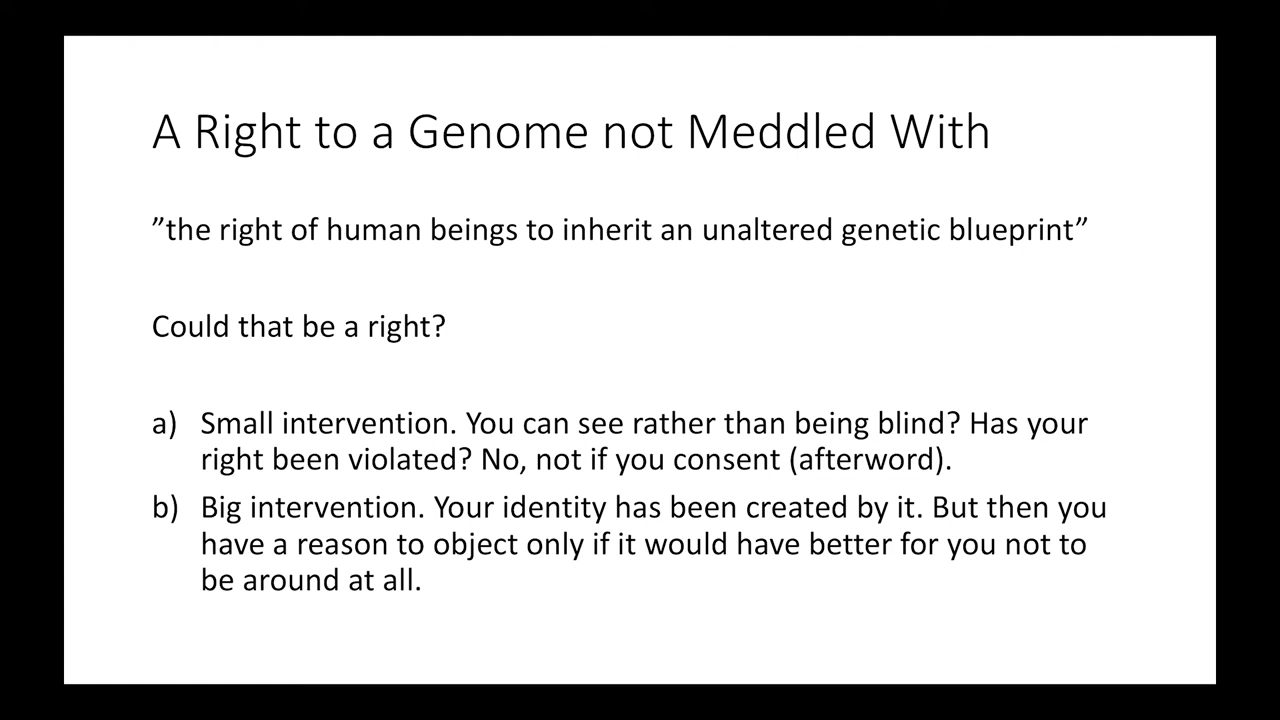 A Right to a Genome not Meddled With
”the right of human beings to inherit an unaltered genetic blueprint”
Could that be a right?
a) Small intervention. You can see rather than being blind? Has your
right been violated? No, not if you consent (afterword).
b) Big intervention. Your identity has been created by it. But then you
have a reason to object only if it would have better for you not to
be around at all.